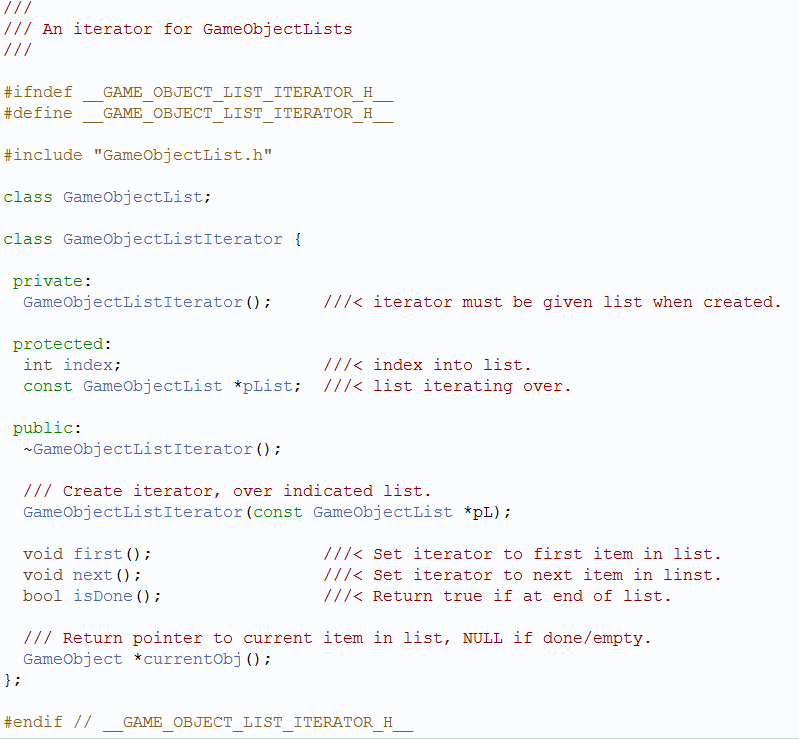 ///
/// An iterator for GameObjectLists
///
#ifndef __GAME_OBJECT_LIST_ITERATOR_H__
#define __GAME_OBJECT_LIST_ITERATOR_H__
#include "GameObjectList.h"
class GameObjectList;
class GameObjectListIterator {
 private:
  GameObjectListIterator();     ///< iterator must be given list when created.
 protected:
  int index;                    ///< index into list.
  const GameObjectList *pList;  ///< list iterating over.
 public:
  ~GameObjectListIterator();
  /// Create iterator, over indicated list.
  GameObjectListIterator(const GameObjectList *pL);
  void first();                 ///< Set iterator to first item in list.
  void next();                  ///< Set iterator to next item in linst.
  bool isDone();                ///< Return true if at end of list.
  /// Return pointer to current item in list, NULL if done/empty.
  GameObject *currentObj();
};
#endif // __GAME_OBJECT_LIST_ITERATOR_H__